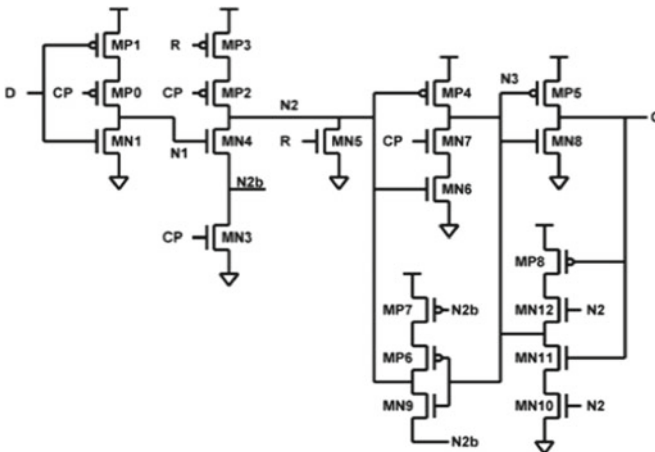 MP1
R
MP3
D
CP
MP0
CP
MP2
N2
MP4
N3
MP5
MN1
N1
MN4
R
MN5
CP
MN7
MN8
N2b
MN6
CP
MN3
MP8
MP7
N2b
MN12
N2
MP6
MN11
MN9
MN10
N2
N2b